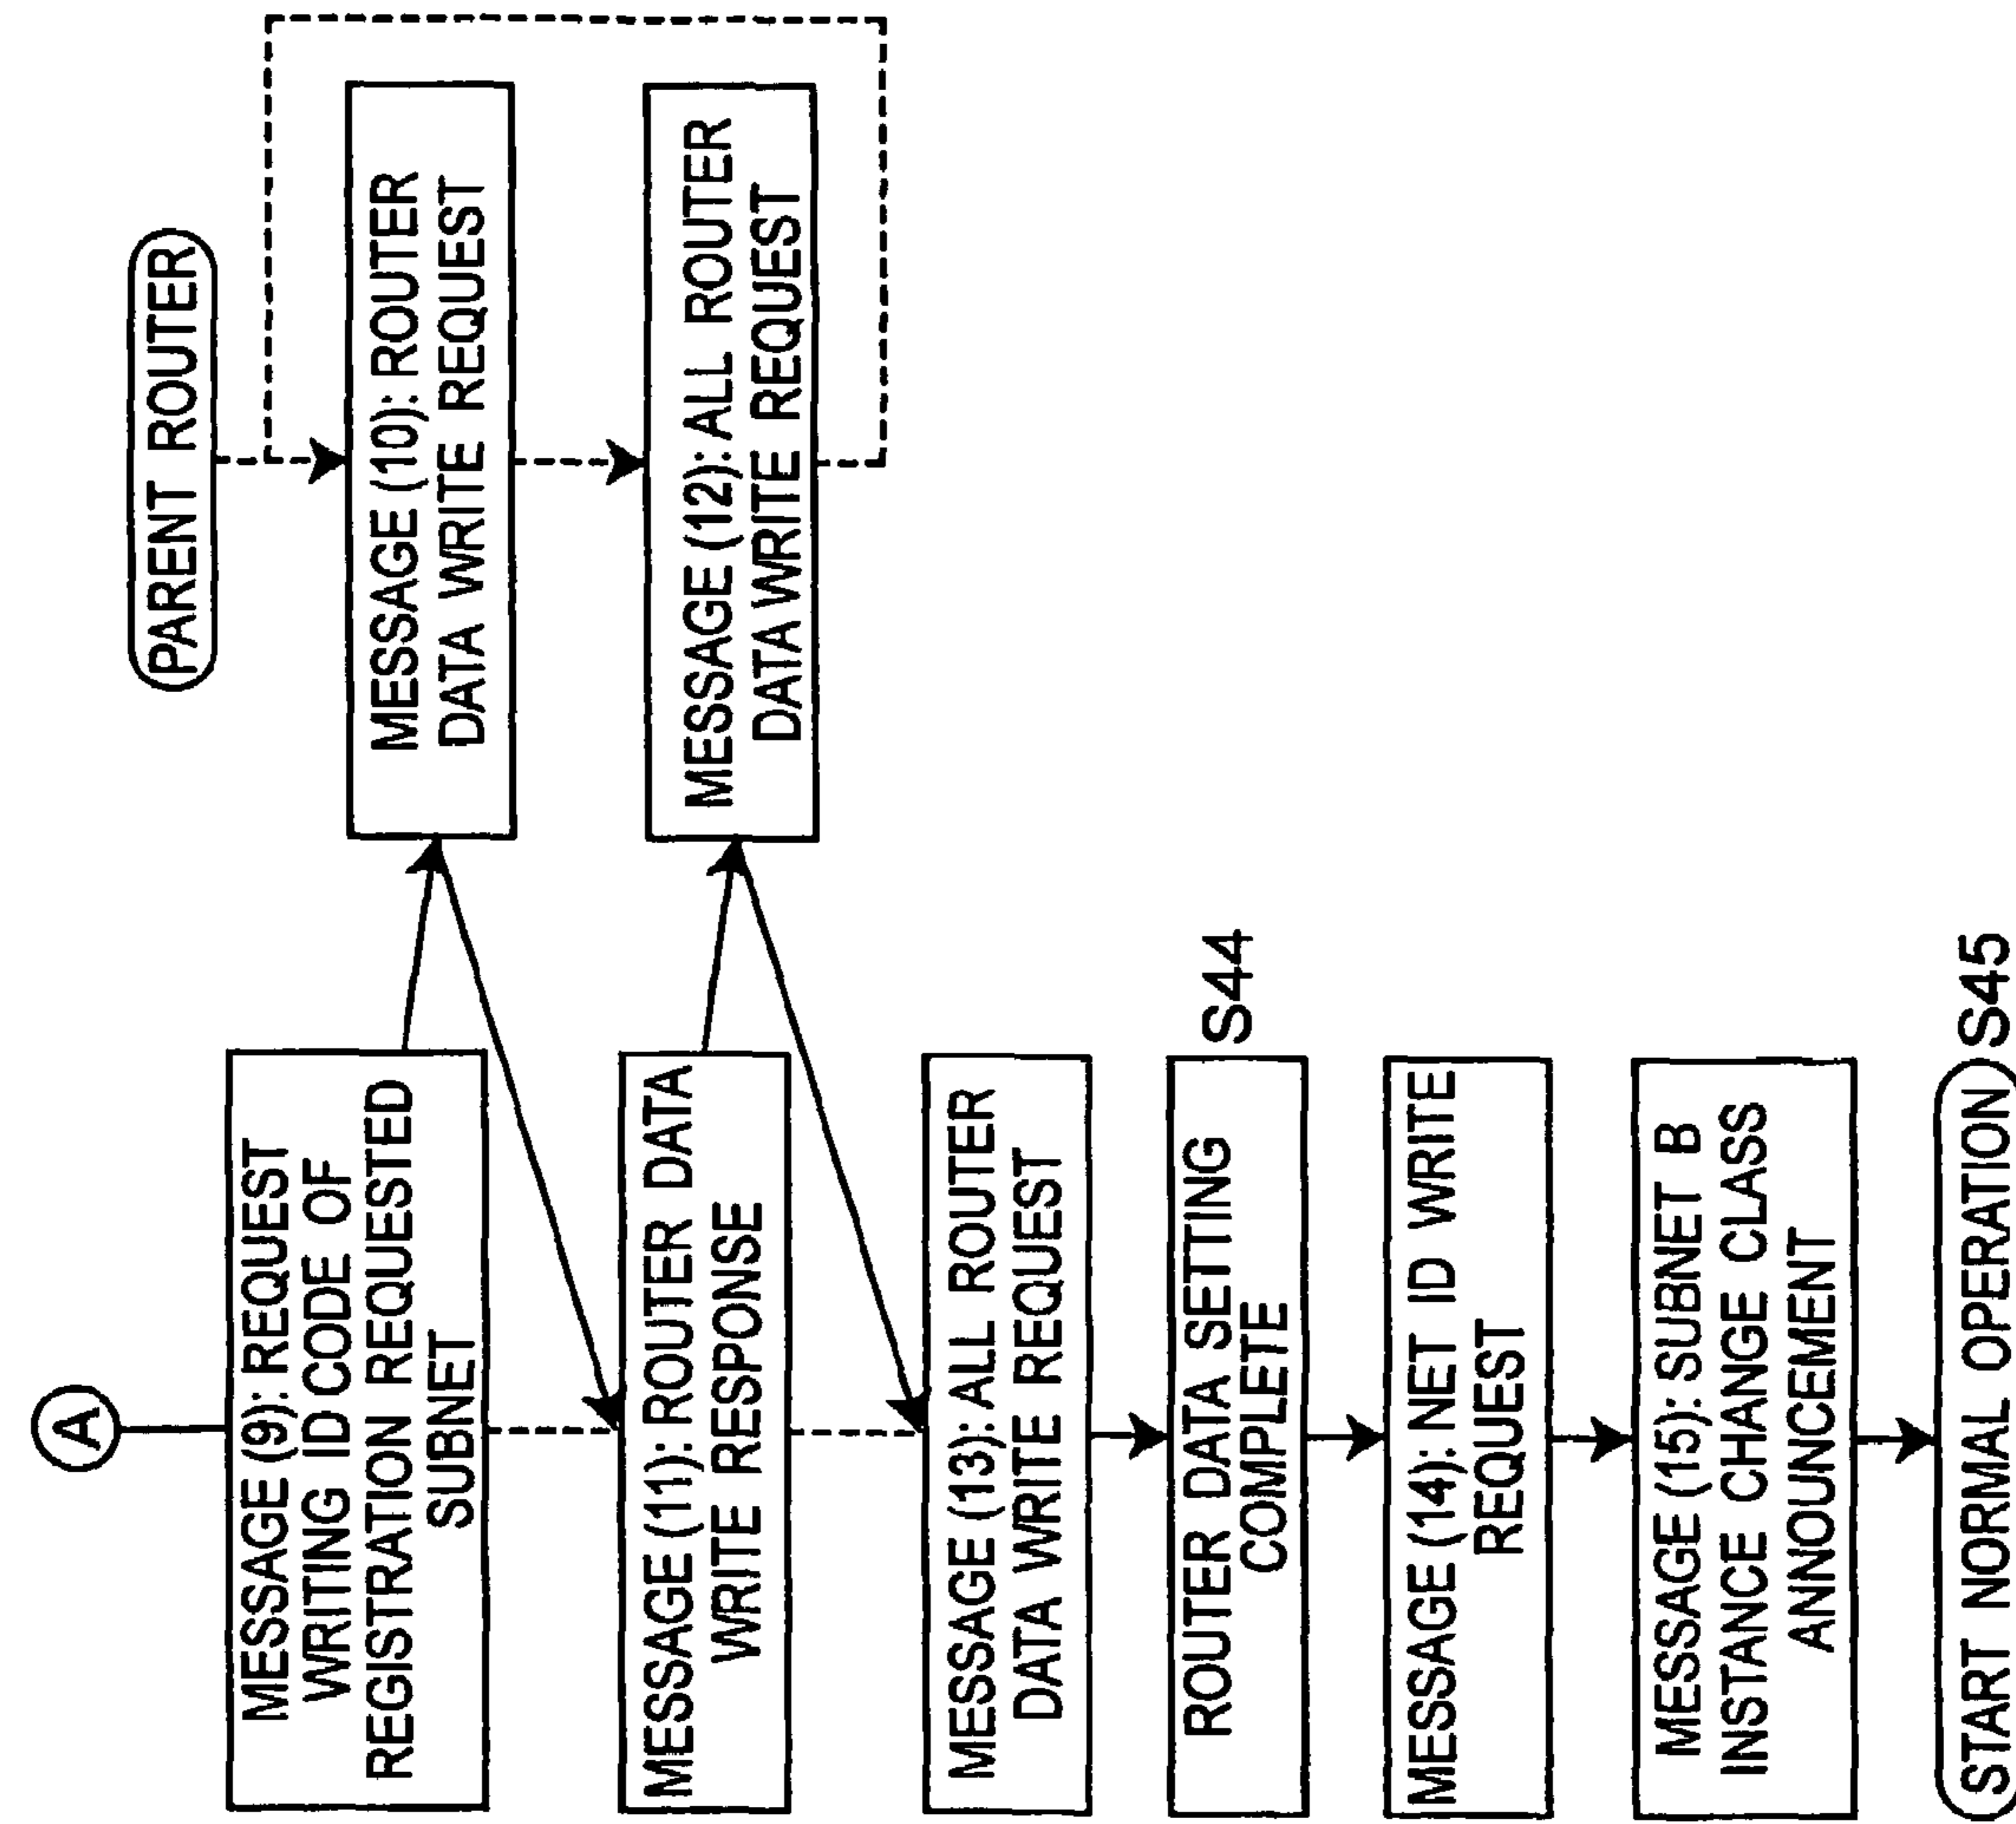 A
MESSAGE (9): REQUEST
WRITING ID CODE OF
REGISTRATION REQUESTED
SUBNET
MESSAGE (11): ROUTER DATA
WRITE RESPONSE
MESSAGE (13): ALL ROUTER
DATA WRITE REQUEST
ROUTER DATA SETTING
COMPLETE
S44
MESSAGE (14): NET ID WRITE
REQUEST
MESSAGE (15): SUBNET B
INSTANCE CHANGE CLASS
ANNOUNCEMENT
START NORMAL OPERATION
S45
PARENT ROUTER
MESSAGE (10): ROUTER
DATA WRITE REQUEST
MESSAGE (12): ALL ROUTER
DATA WRITE REQUEST